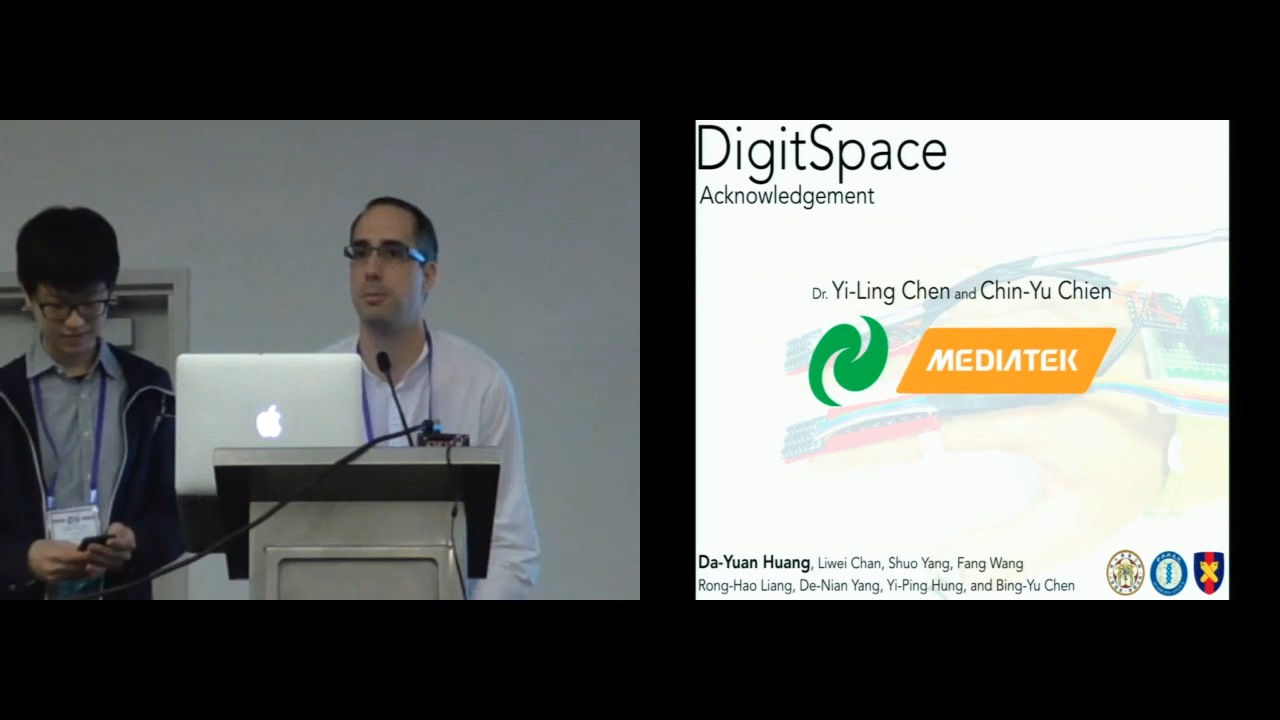 DigitSpace
Acknowledgement
Dr. Yi-Ling Chen and Chin-Yu Chien
MEDIATEK
Da-Yuan Huang, Liwei Chan, Shuo Yang, Fang Wang
Rong-Hao Liang, De-Nian Yang, Yi-Ping Hung, and Bing-Yu Chen